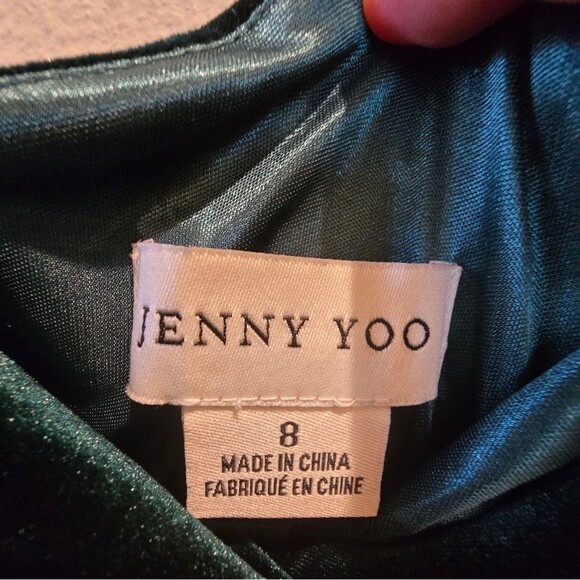 JENNY YOO
8
MADE IN CHINA
FABRIQUÉ EN CHINE